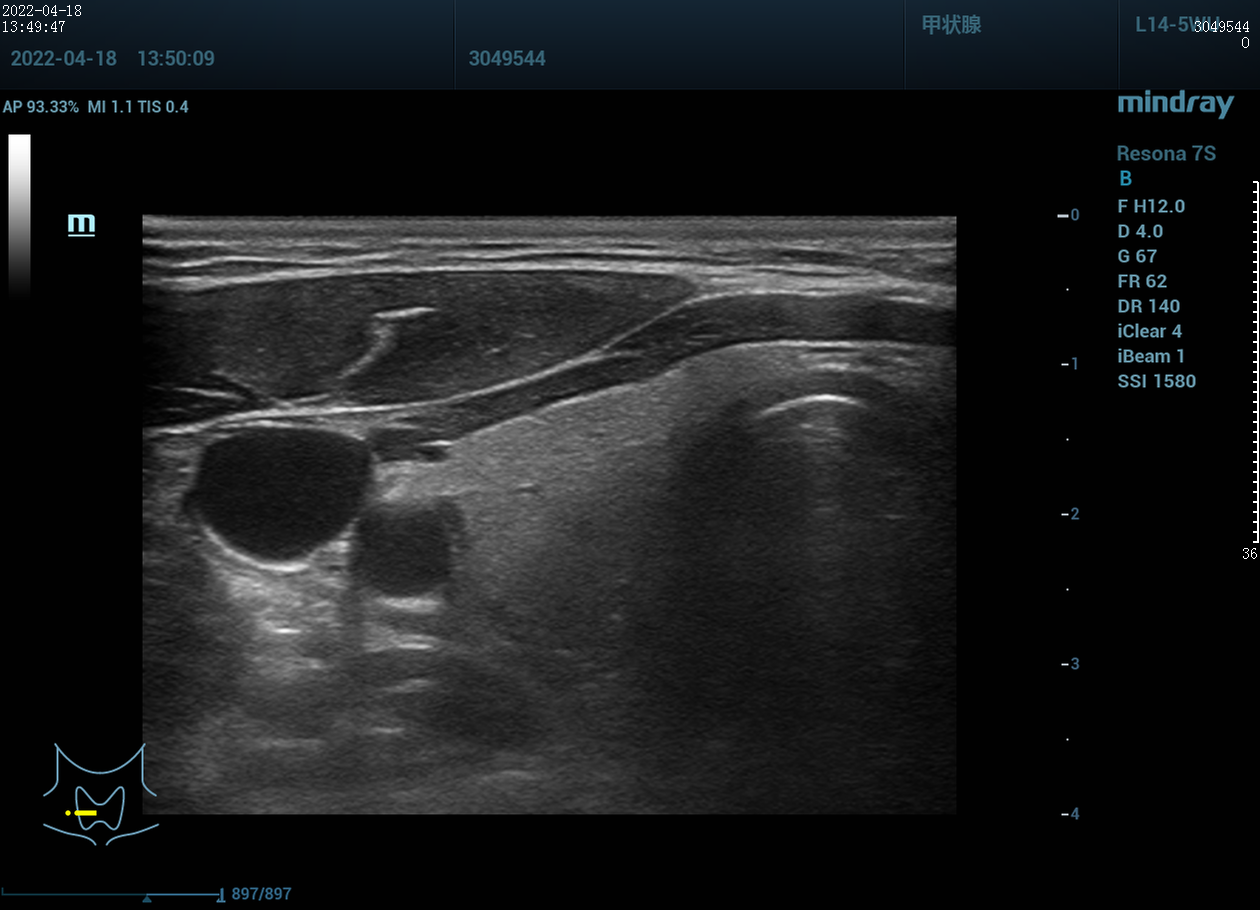 2022-04-18
13:49:47
2022-04-18 13:50:09
3049544
甲状腺
3049544
0
AP 93.33% MI 1.1 TIS 0.4
mindray
m
Resona 7S
B
F H12.0
D 4.0
G 67
FR 62
DR 140
iClear 4
iBeam 1
SSI 1580
0
1
2
3
4
36
897/897